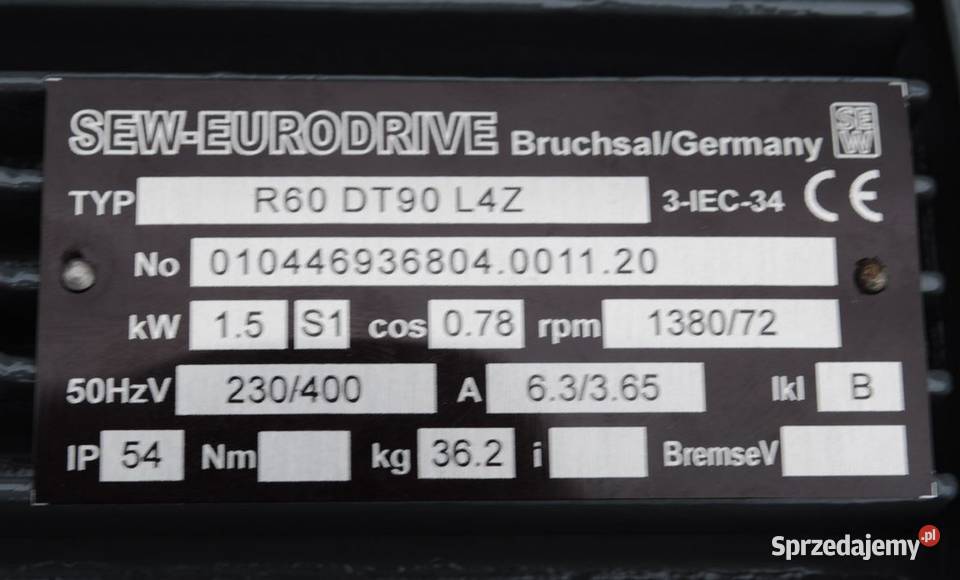 SEW-EURODRIVE Bruchsal/Germany SEW
TYP R60 DT90 L4Z 3-IEC-34 CE
No 010446936804.0011.20
kW 1.5 S1 cos 0.78 rpm 1380/72
50HzV 230/400 A 6.3/3.65 Ikl B
IP 54 Nm kg 36.2 i BremseV
Sprzedajemy.pl